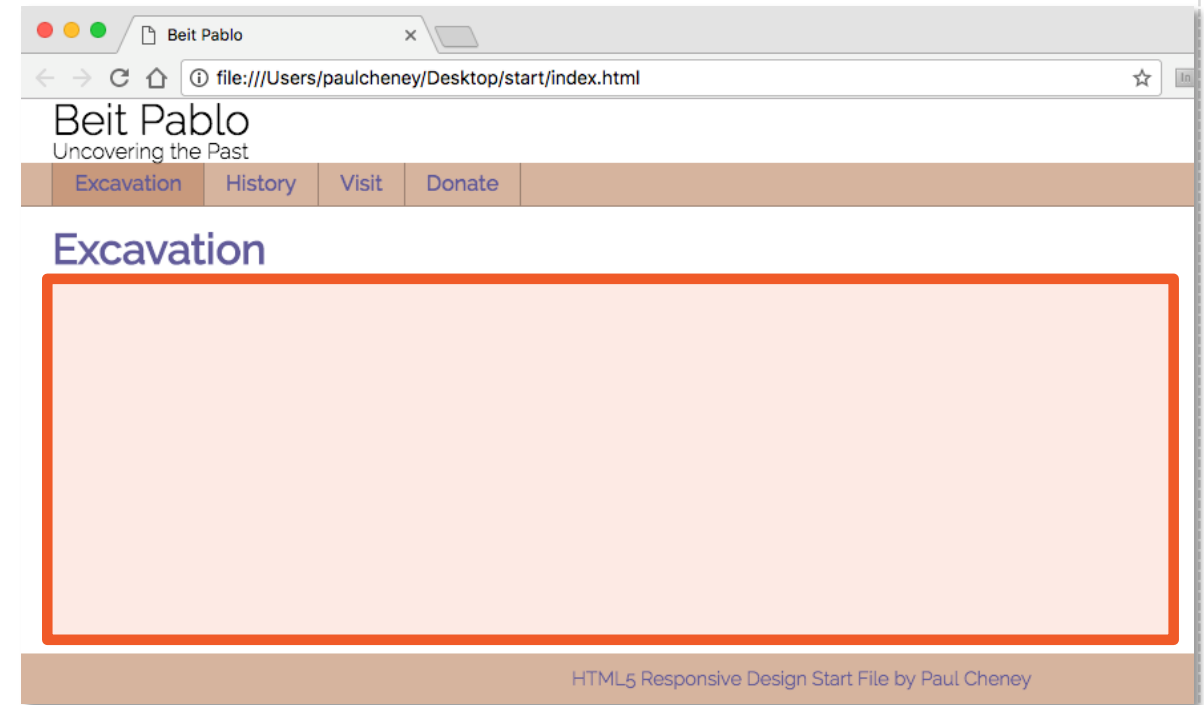 Beit Pablo
file:///Users/paulcheney/Desktop/start/index.html
In
Beit Pablo
Uncovering the Past
Excavation History Visit Donate
Excavation
HTML5 Responsive Design Start File by Paul Cheney